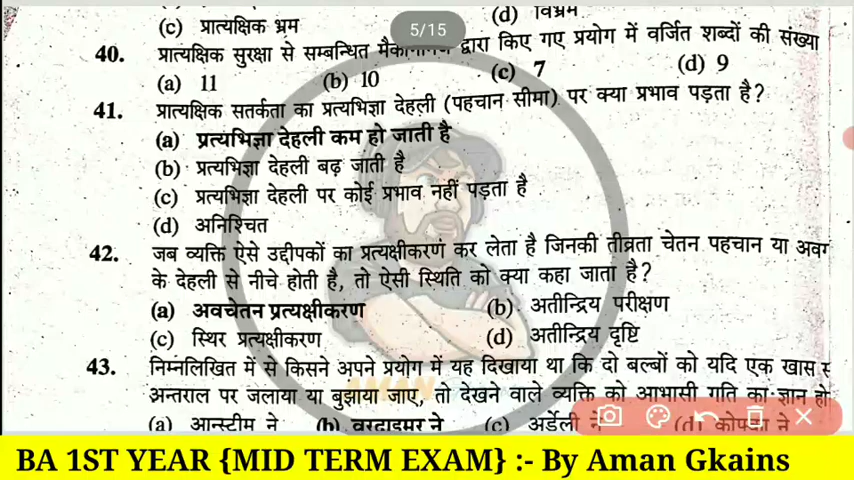 (c) प्रात्यक्षिक भ्रम (d) विभ्रम
5/15
40. प्रात्यक्षिक सुरक्षा से सम्बन्धित द्वारा किए गए प्रयोग में वर्जित शब्दों की संख्या
(a) 11 (b) 10 (c) 7 (d) 9
41. प्रात्यक्षिक सतर्कता का प्रत्यभिज्ञा देहली (पहचान सीमा) पर क्या प्रभाव पड़ता है?
(a) प्रत्यभिज्ञा देहली कम हो जाती है
(b) प्रत्यभिज्ञा देहली बढ़ जाती है
(c) प्रत्यभिज्ञा देहली पर कोई प्रभाव नहीं पड़ता है
(d) अनिश्चित
42. जब व्यक्ति ऐसे उद्दीपकों का प्रत्यक्षीकरण कर लेता है जिनकी तीव्रता चेतन पहचान या
के देहली से नीचे होती है, तो ऐसी स्थिति को क्या कहा जाता है?
(a) अवचेतन प्रत्यक्षीकरण (b) अतीन्द्रिय परीक्षण
(c) स्थिर प्रत्यक्षीकरण (d) अतीन्द्रिय दृष्टि
43. निम्नलिखित में से किसने अपने प्रयोग में यह दिखाया था कि दो बल्बों को यदि एक खास
अन्तराल पर जलाया या बुझाया जाए, तो देखने वाले व्यक्ति को आभासी गति का ज्ञान हो
(a) आन्स्टीम ने (b) वरदाइमर ने (c) अर्डेली ने (d)
BA 1ST YEAR {MID TERM EXAM} :- By Aman Gkains